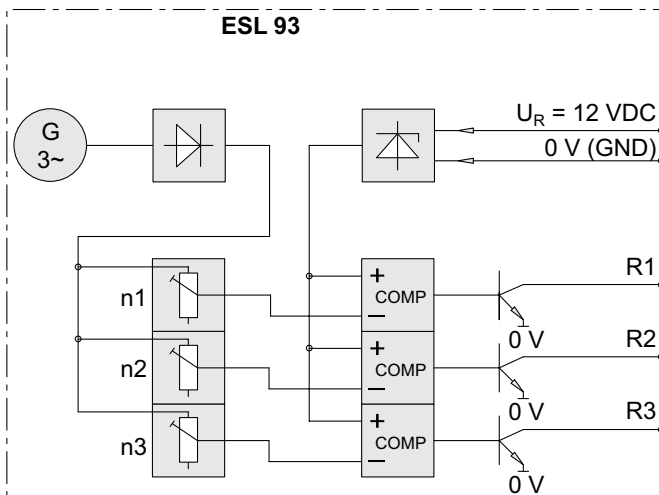 ESL 93
G
3~
U_R = 12 VDC
0 V (GND)
n1
+
COMP
−
R1
0 V
n2
+
COMP
−
R2
0 V
n3
+
COMP
−
R3
0 V